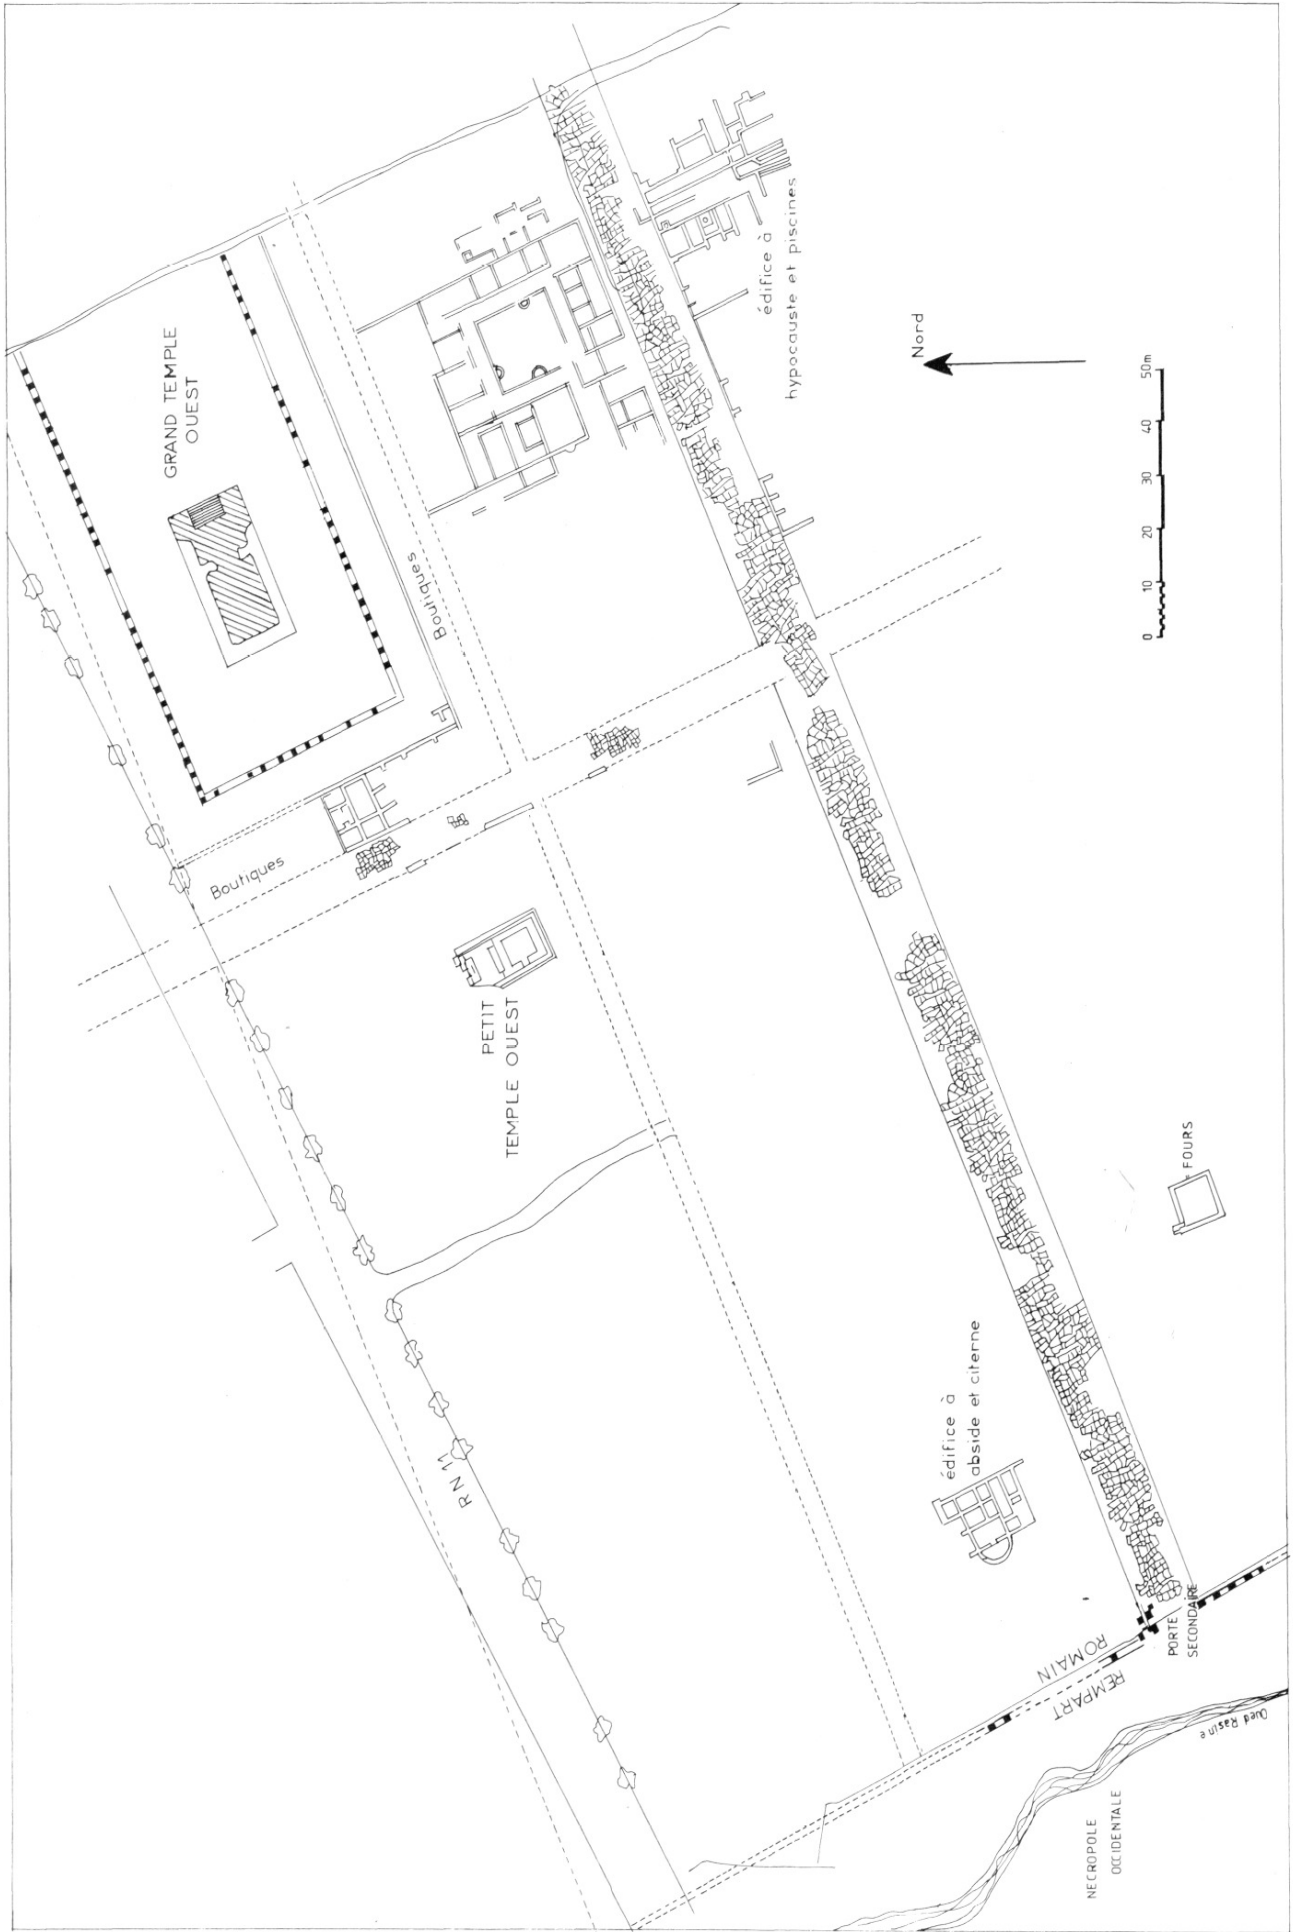 GRAND TEMPLE
OUEST
Boutiques
Boutiques
édifice à
hypocauste et piscines
Nord
0 10 20 30 40 50m
PETIT
TEMPLE OUEST
RN 11
FOURS
édifice à
abside et citerne
REMPART
ROMAIN
PORTE
SECONDAIRE
Oued Rasine
NECROPOLE
OCCIDENTALE